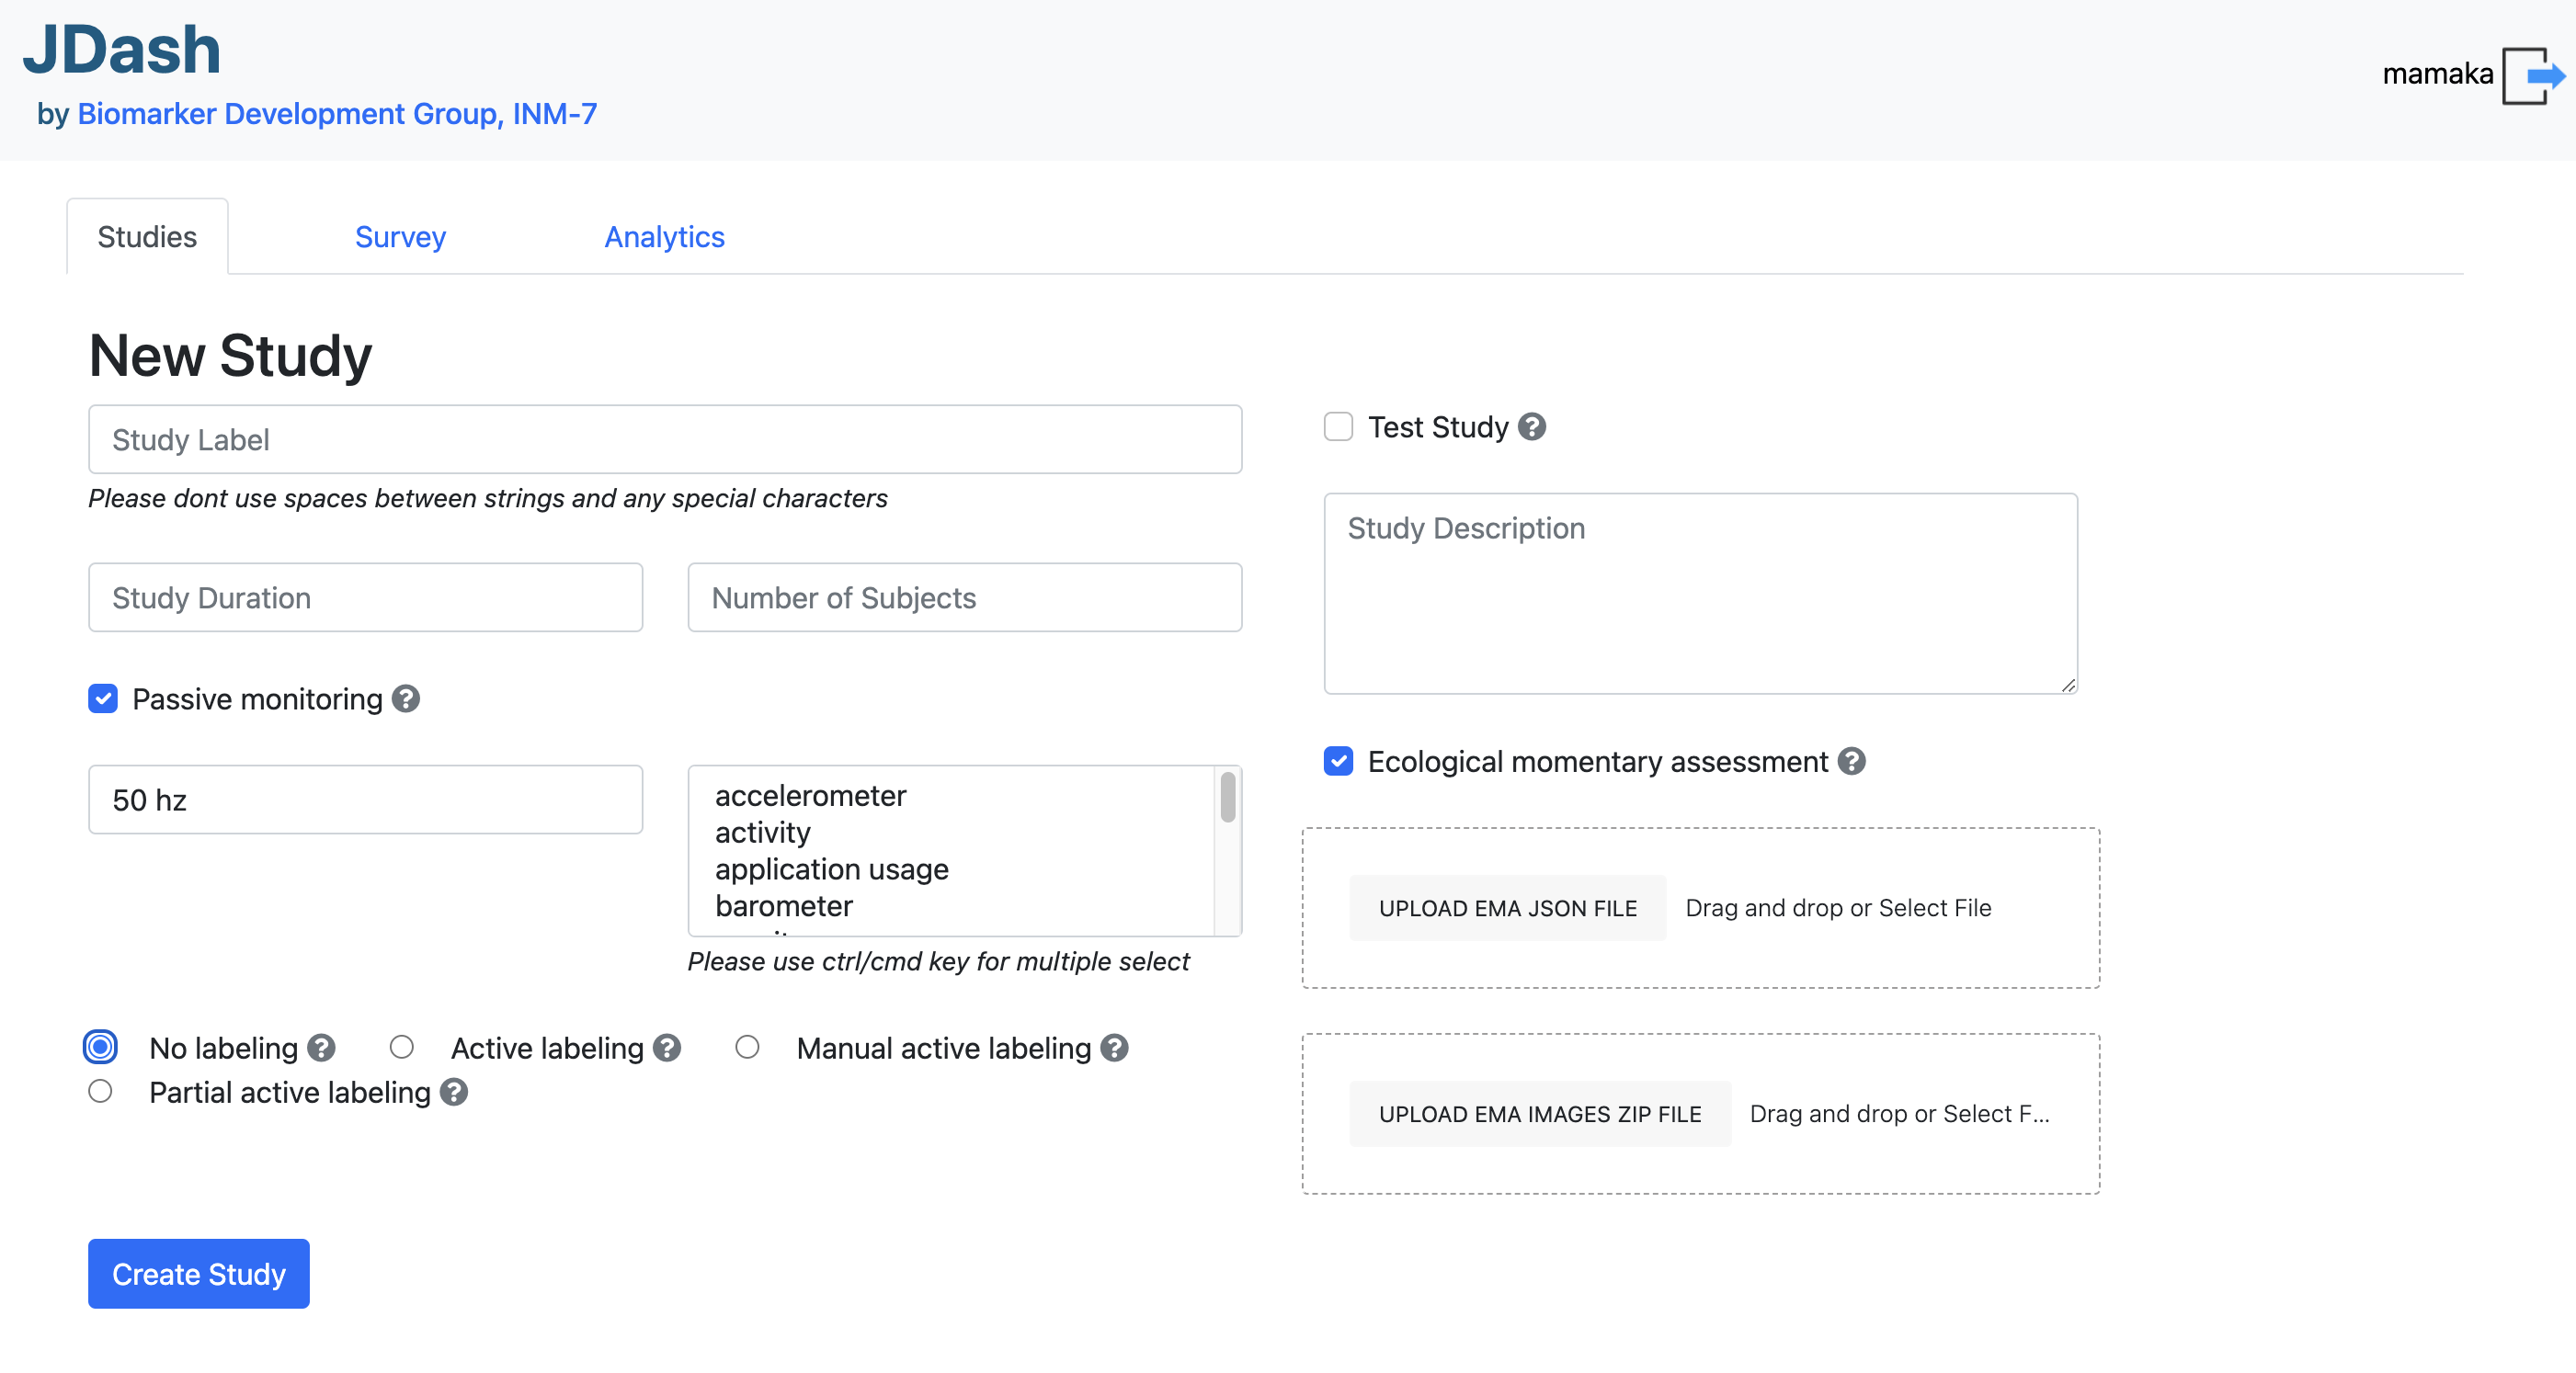 JDash
by Biomarker Development Group, INM-7
mamaka
Studies
Survey
Analytics
New Study
Study Label
Please dont use spaces between strings and any special characters
Study Duration
Number of Subjects
Passive monitoring
50 hz
accelerometer
activity
application usage
barometer
Please use ctrl/cmd key for multiple select
No labeling
Active labeling
Manual active labeling
Partial active labeling
Create Study
Test Study
Study Description
Ecological momentary assessment
UPLOAD EMA JSON FILE Drag and drop or Select File
UPLOAD EMA IMAGES ZIP FILE Drag and drop or Select F...